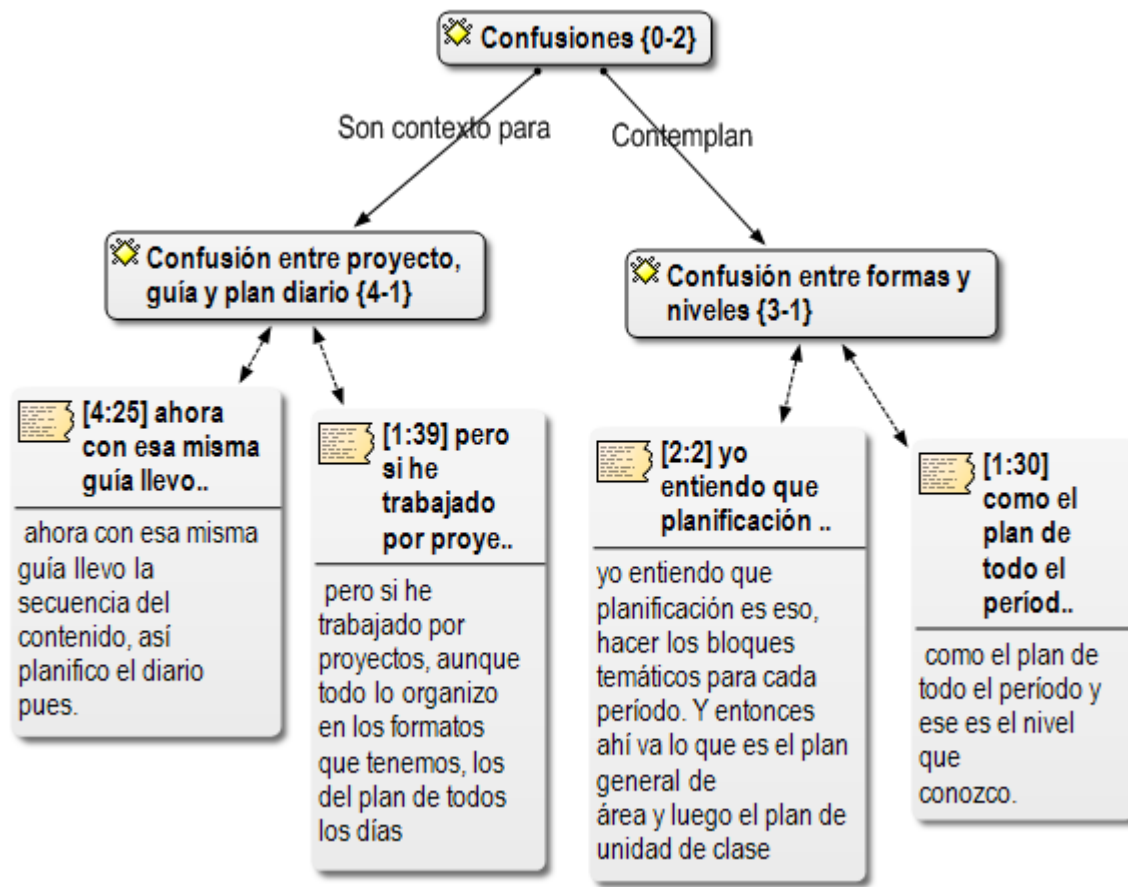 Confusiones {0-2}
Son contexto para
Contemplan
Confusión entre proyecto,
guía y plan diario {4-1}
Confusión entre formas y
niveles {3-1}
[4:25] ahora
con esa misma
guía llevo..
ahora con esa misma
guía llevo la
secuencia del
contenido, así
planifico el diario
pues.
[1:39] pero
si he
trabajado
por proye..
pero si he
trabajado por
proyectos, aunque
todo lo organizo
en los formatos
que tenemos, los
del plan de todos
los días
[2:2] yo
entiendo que
planificación ..
yo entiendo que
planificación es eso,
hacer los bloques
temáticos para cada
período. Y entonces
ahí va lo que es el plan
general de
área y luego el plan de
unidad de clase
[1:30]
como el
plan de
todo el
períod..
como el plan de
todo el período y
ese es el nivel
que
conozco.